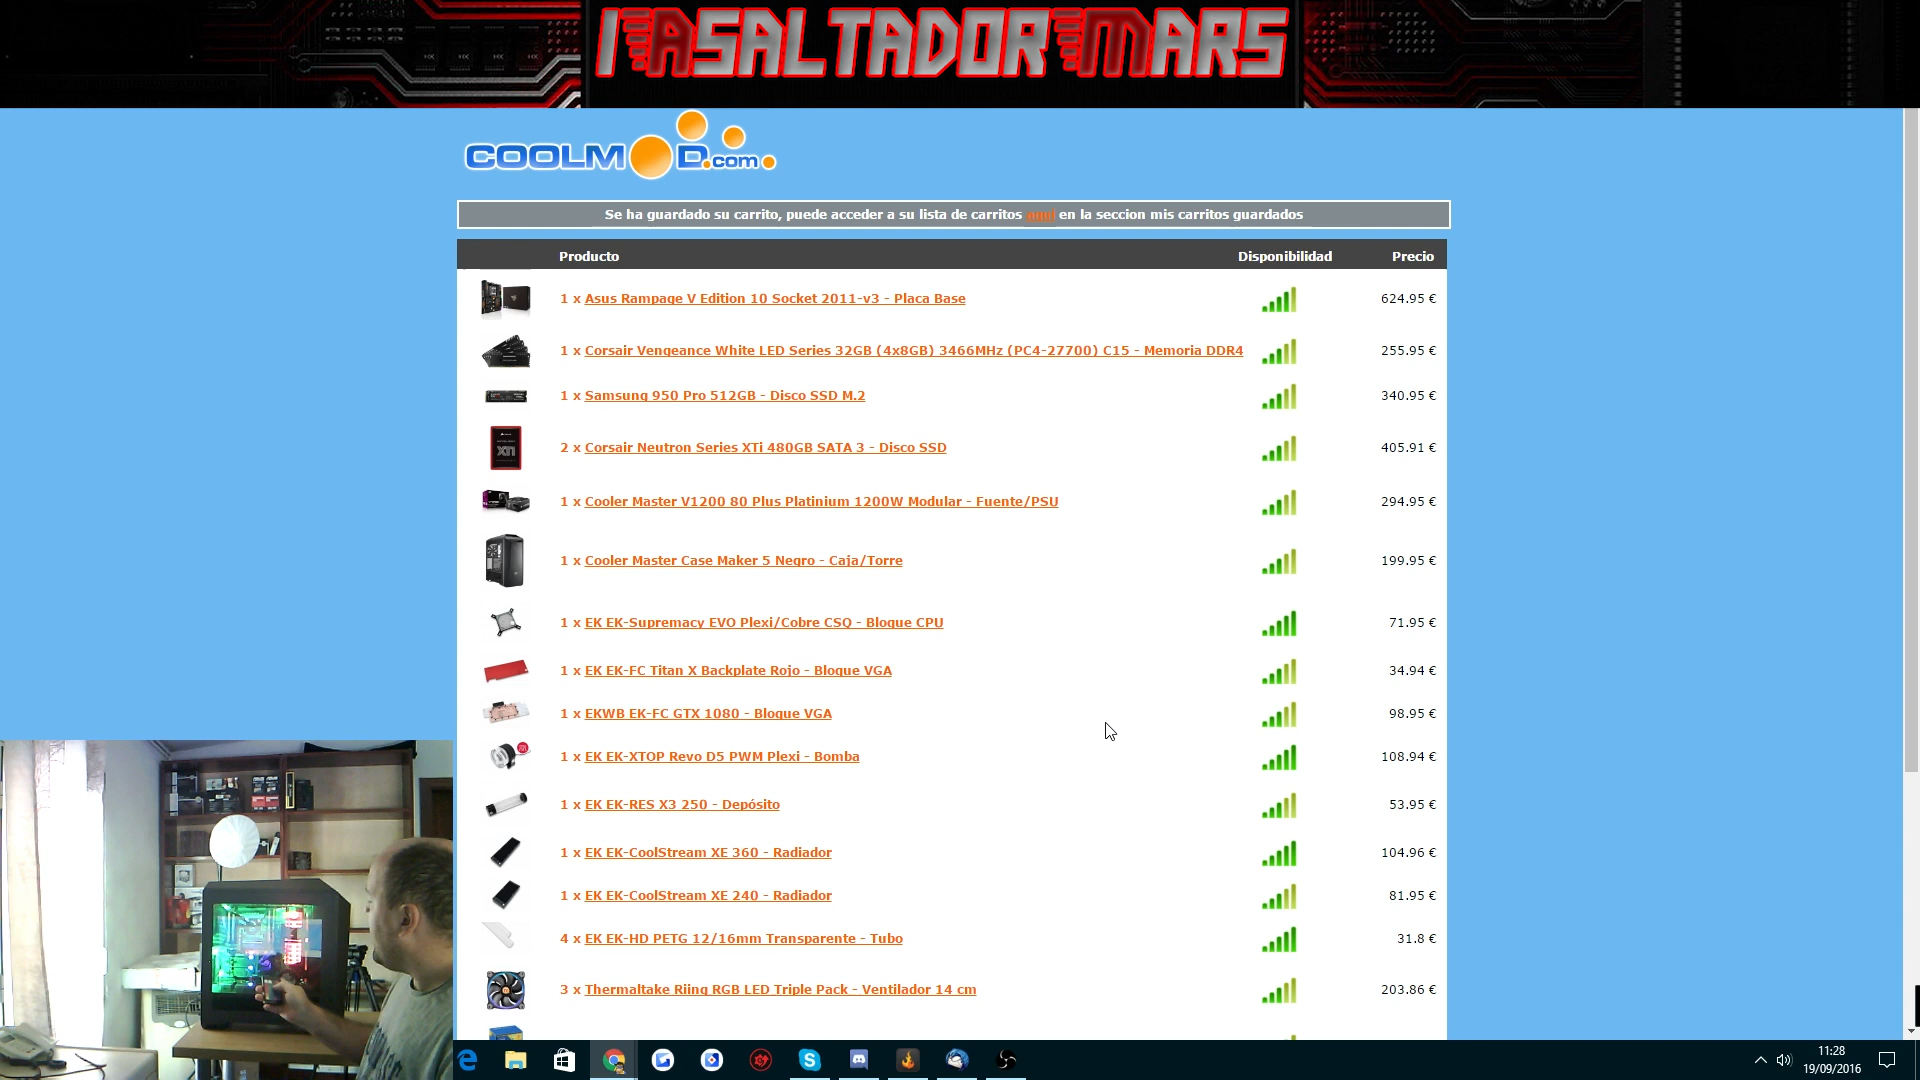 I ASALTADOR MARS
COOLMOD.com
Se ha guardado su carrito, puede acceder a su lista de carritos aquí en la seccion mis carritos guardados
Producto Disponibilidad Precio
1 x Asus Rampage V Edition 10 Socket 2011-v3 - Placa Base 624.95 €
1 x Corsair Vengeance White LED Series 32GB (4x8GB) 3466MHz (PC4-27700) C15 - Memoria DDR4 255.95 €
1 x Samsung 950 Pro 512GB - Disco SSD M.2 340.95 €
2 x Corsair Neutron Series XTi 480GB SATA 3 - Disco SSD 405.91 €
1 x Cooler Master V1200 80 Plus Platinium 1200W Modular - Fuente/PSU 294.95 €
1 x Cooler Master Case Maker 5 Negro - Caja/Torre 199.95 €
1 x EK EK-Supremacy EVO Plexi/Cobre CSQ - Bloque CPU 71.95 €
1 x EK EK-FC Titan X Backplate Rojo - Bloque VGA 34.94 €
1 x EKWB EK-FC GTX 1080 - Bloque VGA 98.95 €
1 x EK EK-XTOP Revo D5 PWM Plexi - Bomba 108.94 €
1 x EK EK-RES X3 250 - Depósito 53.95 €
1 x EK EK-CoolStream XE 360 - Radiador 104.96 €
1 x EK EK-CoolStream XE 240 - Radiador 81.95 €
4 x EK EK-HD PETG 12/16mm Transparente - Tubo 31.8 €
3 x Thermaltake Riing RGB LED Triple Pack - Ventilador 14 cm 203.86 €
11:28
19/09/2016